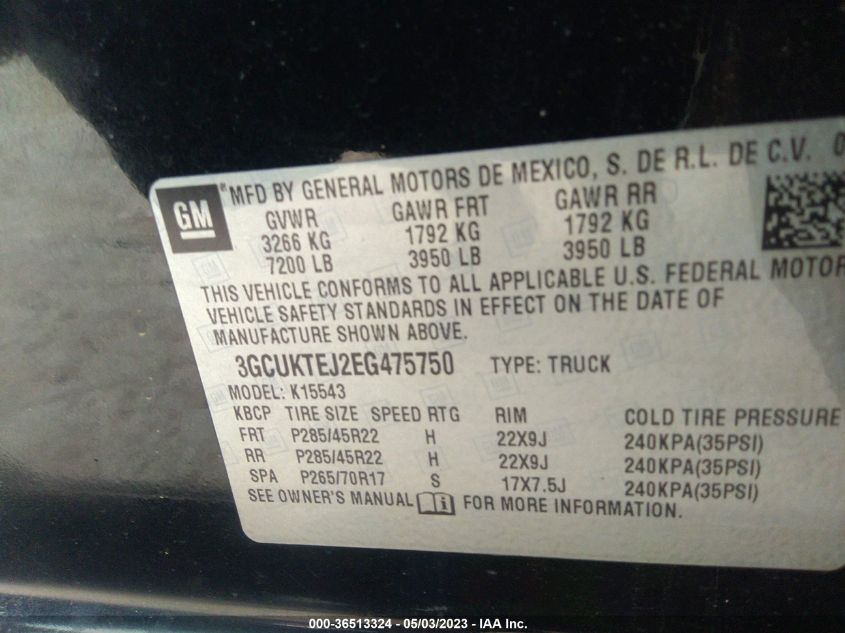 GM ® MFD BY GENERAL MOTORS DE MEXICO, S. DE R.L. DE C.V. 0
GVWR GAWR FRT GAWR RR
3266 KG 1792 KG 1792 KG
7200 LB 3950 LB 3950 LB
THIS VEHICLE CONFORMS TO ALL APPLICABLE U.S. FEDERAL MOTOR
VEHICLE SAFETY STANDARDS IN EFFECT ON THE DATE OF
MANUFACTURE SHOWN ABOVE.
3GCUKTEJ2EG475750 TYPE: TRUCK
MODEL: K15543
KBCP TIRE SIZE SPEED RTG RIM COLD TIRE PRESSURE
FRT P285/45R22 H 22X9J 240KPA(35PSI)
RR P285/45R22 H 22X9J 240KPA(35PSI)
SPA P265/70R17 S 17X7.5J 240KPA(35PSI)
SEE OWNER'S MANUAL FOR MORE INFORMATION.
000-36513324 - 05/03/2023 - IAA Inc.